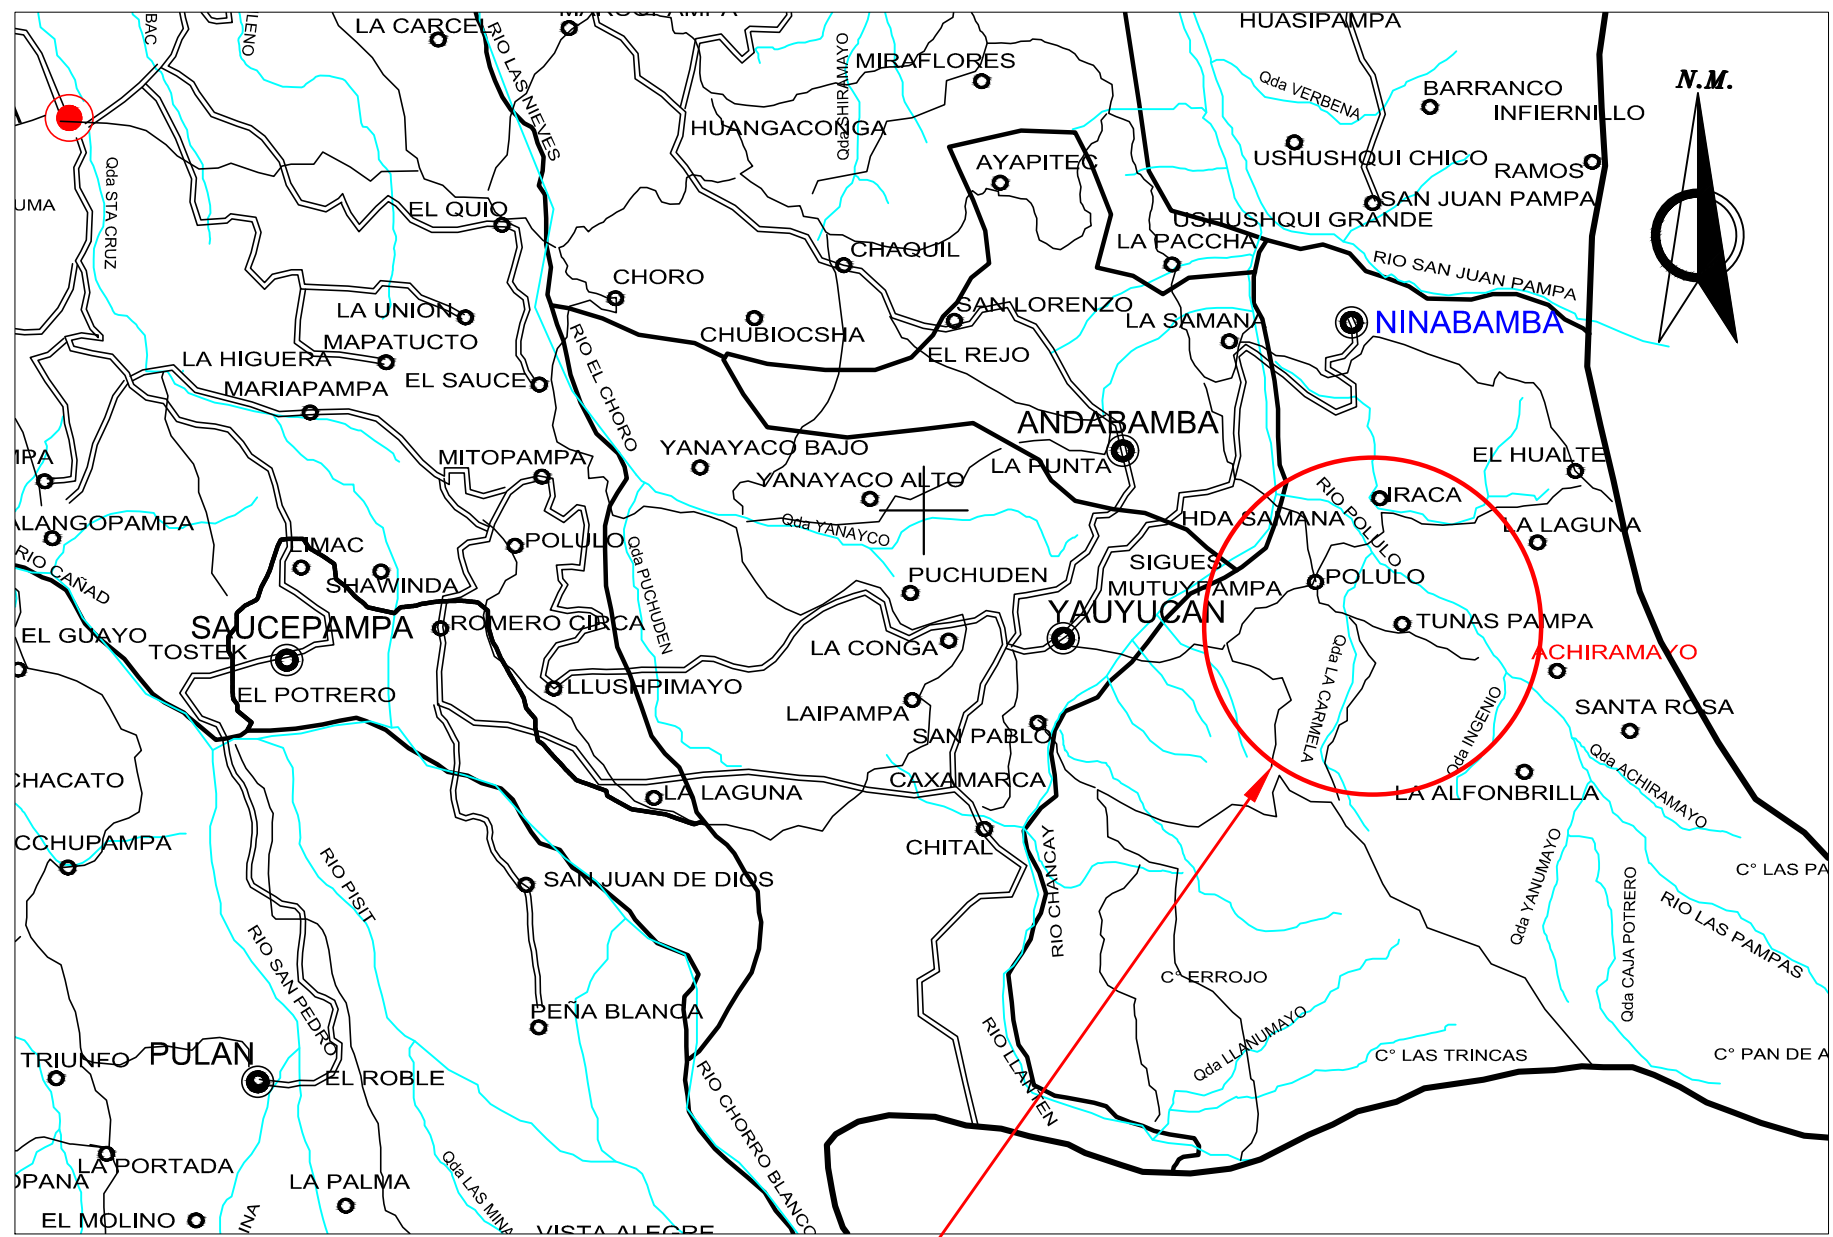 LA CARCEL
HUASIPAMPA
MIRAFLORES
RIO LAS NIEVES
Qda SHIRAMAYO
Qda VERBENA
BARRANCO
INFIERNILLO
N.M.
HUANGACONGA
USHUSHQUI CHICO
RAMOS
AYAPITEC
SAN JUAN PAMPA
Qda STA CRUZ
UMA
EL QUIO
USHUSHQUI GRANDE
LA PACCHA
CHAQUIL
RIO SAN JUAN PAMPA
CHORO
LA UNION
SAN LORENZO
LA SAMANA
NINABAMBA
CHUBIOCSHA
MAPATUCTO
LA HIGUERA
EL REJO
MARIAPAMPA
EL SAUCE
RIO EL CHORO
ANDABAMBA
MITOPAMPA
YANAYACO BAJO
LA PUNTA
EL HUALTE
YANAYACO ALTO
IRACA
RIO POLULO
ALANGOPAMPA
Qda YANAYCO
HDA SAMANA
LA LAGUNA
LIMAC
POLULO
RIO CAÑAD
SHAWINDA
Qda PUCHUDEN
PUCHUDEN
SIGUES
MUTUYPAMPA
POLULO
YAUYUCAN
SAUCEPAMPA
EL GUAYO
ROMERO CIRCA
TUNAS PAMPA
TOSTEK
LA CONGA
ACHIRAMAYO
EL POTRERO
LLUSHPIMAYO
Qda LA CARMELA
LAIPAMPA
Qda INGENIO
SANTA ROSA
SAN PABLO
CHACATO
CAXAMARCA
Qda ACHIRAMAYO
LA LAGUNA
LA ALFONBRILLA
CCHUPAMPA
CHITAL
RIO PISIT
SAN JUAN DE DIOS
RIO CHANCAY
Qda YANUMAYO
C° LAS PA
Qda CAJA POTRERO
RIO LAS PAMPAS
RIO SAN PEDRO
C° ERROJO
PEÑA BLANCA
RIO LLANTEN
Qda LLANUMAYO
TRIUNFO
PULAN
EL ROBLE
C° LAS TRINCAS
C° PAN DE A
RIO CHORRO BLANCO
LA PORTADA
OPANA
LA PALMA
Qda LAS MINA
EL MOLINO
INA
VISTA ALEGRE